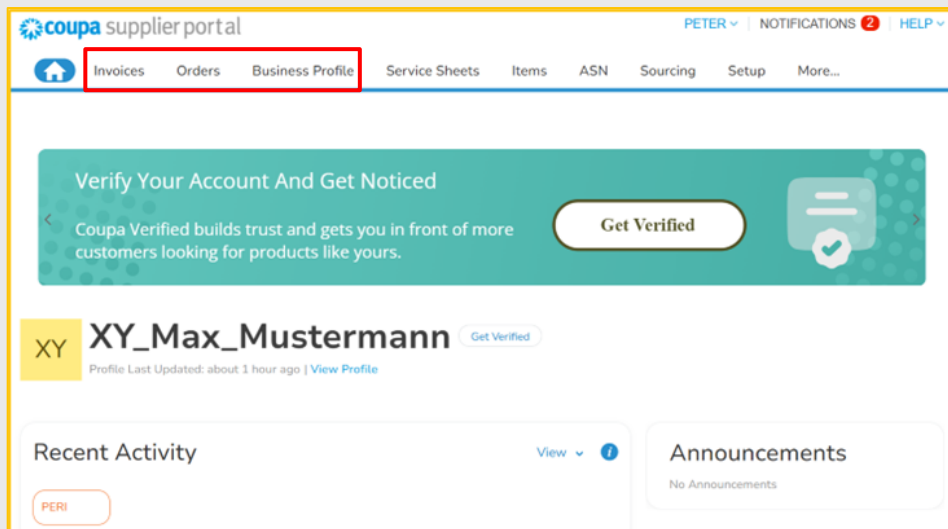 coupa supplier portal
PETER NOTIFICATIONS 2 HELP
Invoices Orders Business Profile Service Sheets Items ASN Sourcing Setup More...
Verify Your Account And Get Noticed
Coupa Verified builds trust and gets you in front of more
customers looking for products like yours.
Get Verified
XY
XY_Max_Mustermann Get Verified
Profile Last Updated: about 1 hour ago | View Profile
Recent Activity View i
Announcements
No Announcements
PERI